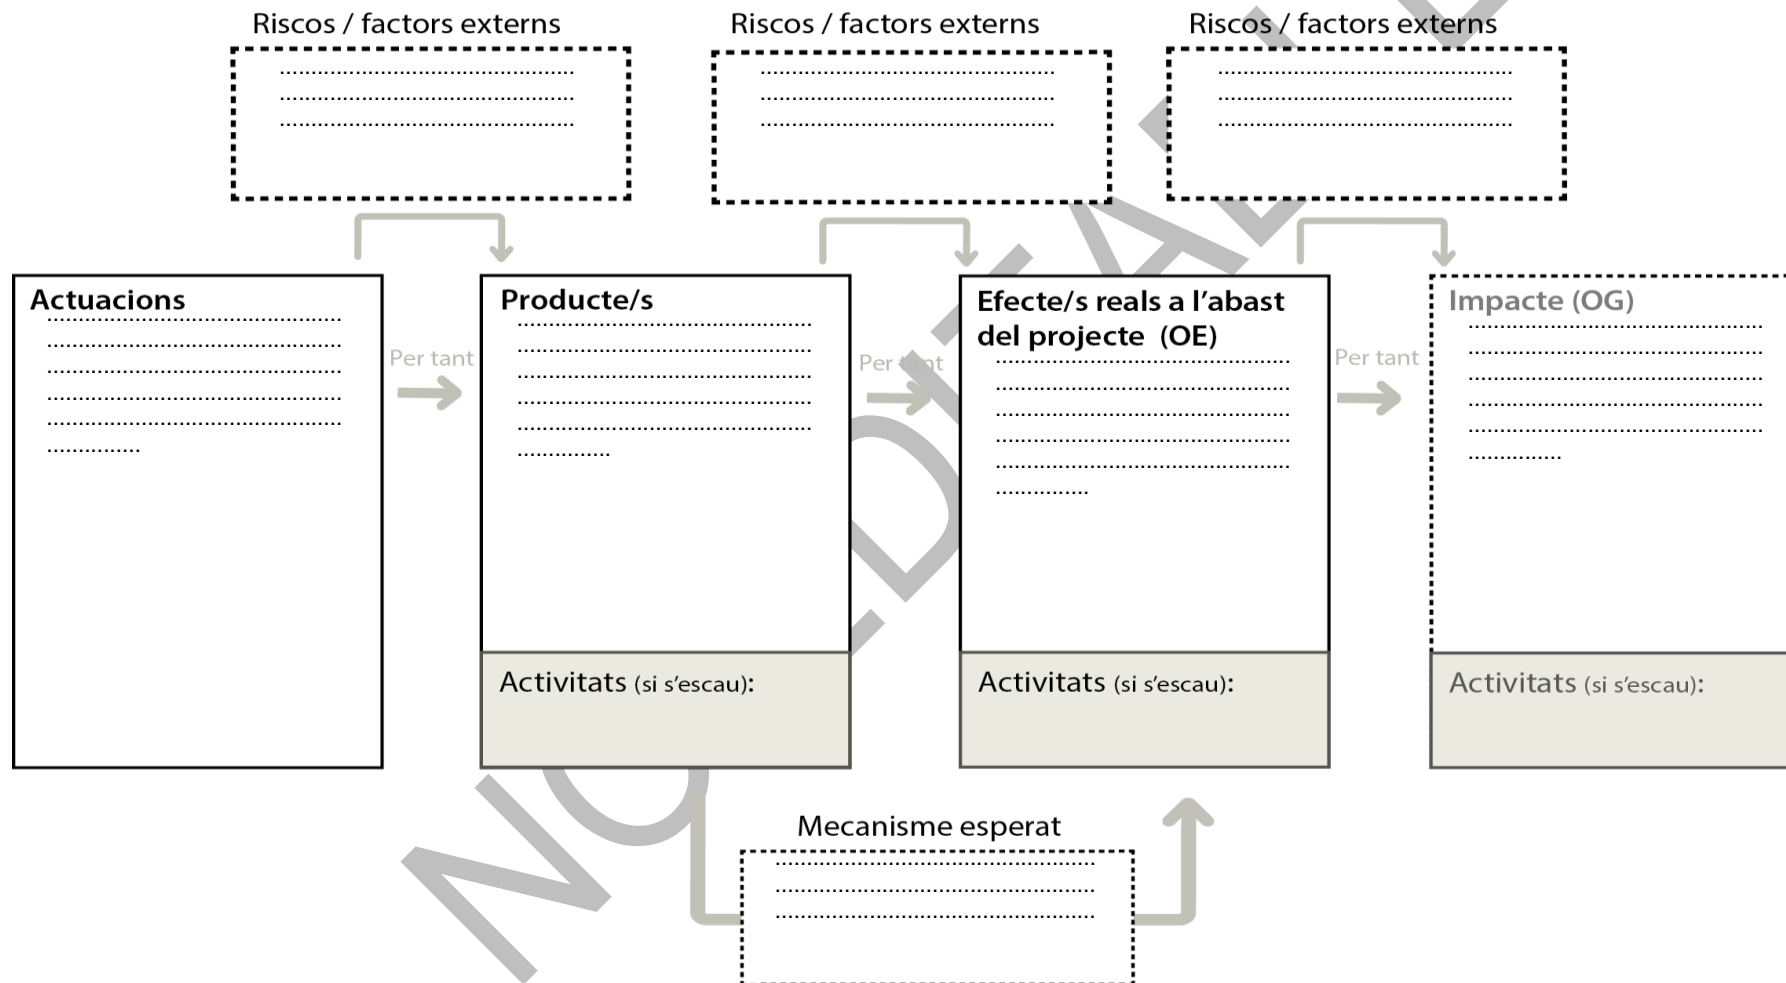 Riscos / factors externs
Riscos / factors externs
Riscos / factors externs
Actuacions
Per tant
Producte/s
Activitats (si s'escau):
Per tant
Efecte/s reals a l'abast
del projecte (OE)
Activitats (si s'escau):
Per tant
Impacte (OG)
Activitats (si s'escau):
Mecanisme esperat